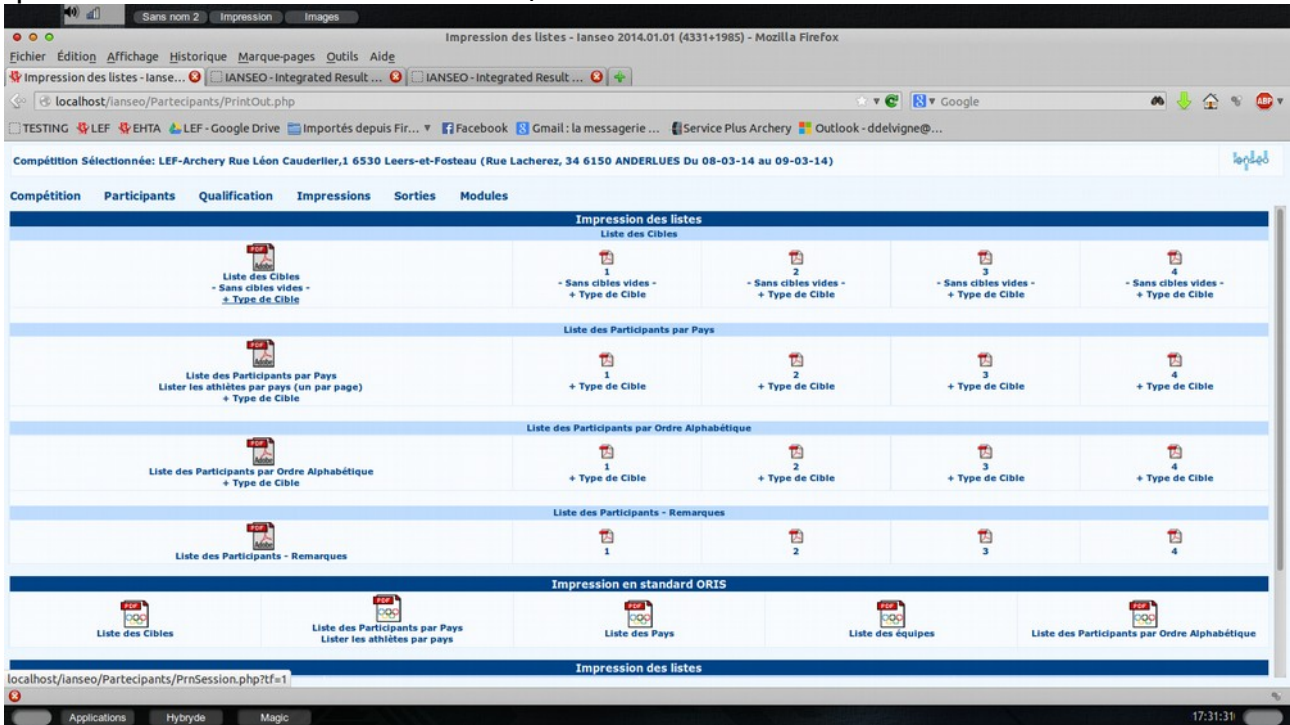 Sans nom 2 Impression Images
Impression des listes - Ianseo 2014.01.01 (4331+1985) - Mozilla Firefox
Fichier Édition Affichage Historique Marque-pages Outils Aide
Impression des listes - Ianse... IANSEO - Integrated Result ... IANSEO - Integrated Result ...
localhost/ianseo/Partecipants/PrintOut.php Google
TESTING LEF EHTA LEF - Google Drive Importés depuis Fir... Facebook Gmail : la messagerie ... Service Plus Archery Outlook - ddelvigne@...
Compétition Sélectionnée: LEF-Archery Rue Léon Cauderlier,1 6530 Leers-et-Fosteau (Rue Lacherez, 34 6150 ANDERLUES Du 08-03-14 au 09-03-14) ianseo
Compétition Participants Qualification Impressions Sorties Modules
Impression des listes
Liste des Cibles
Liste des Cibles
- Sans cibles vides -
+ Type de Cible
1 2 3 4
- Sans cibles vides - - Sans cibles vides - - Sans cibles vides - - Sans cibles vides -
+ Type de Cible + Type de Cible + Type de Cible + Type de Cible
Liste des Participants par Pays
Liste des Participants par Pays
Lister les athlètes par pays (un par page)
+ Type de Cible
1 2 3 4
+ Type de Cible + Type de Cible + Type de Cible + Type de Cible
Liste des Participants par Ordre Alphabétique
Liste des Participants par Ordre Alphabétique
+ Type de Cible
1 2 3 4
+ Type de Cible + Type de Cible + Type de Cible + Type de Cible
Liste des Participants - Remarques
Liste des Participants - Remarques
1 2 3 4
Impression en standard ORIS
Liste des Cibles
Liste des Participants par Pays
Lister les athlètes par pays
Liste des Pays
Liste des équipes
Liste des Participants par Ordre Alphabétique
Impression des listes
localhost/ianseo/Partecipants/PrnSession.php?tf=1
Applications Hybryde Magic 17:31:31